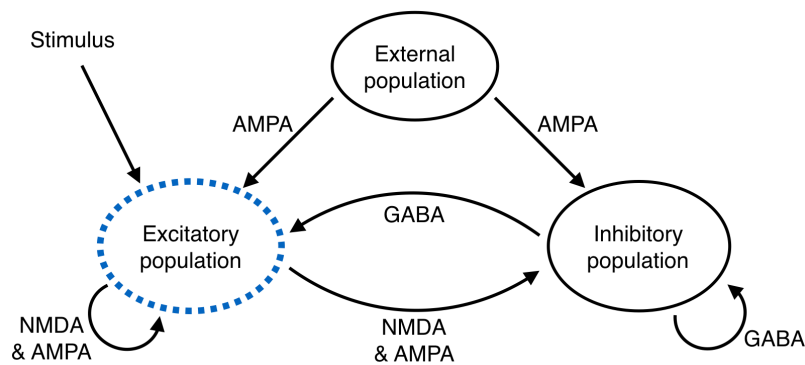 Stimulus
External
population
AMPA
AMPA
GABA
Excitatory
population
Inhibitory
population
NMDA
& AMPA
NMDA
& AMPA
GABA